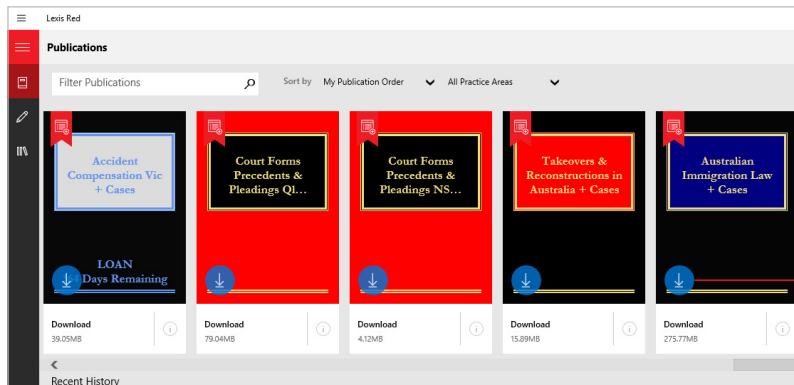 Lexis Red
Publications
Filter Publications
Sort by My Publication Order All Practice Areas
Accident
Compensation Vic
+ Cases
LOAN
Days Remaining
Download
39.05MB
Court Forms
Precedents &
Pleadings Ql...
Download
79.04MB
Court Forms
Precedents &
Pleadings NS...
Download
4.12MB
Takeovers &
Reconstructions in
Australia + Cases
Download
15.89MB
Australian
Immigration Law
+ Cases
Download
275.77MB
Recent History